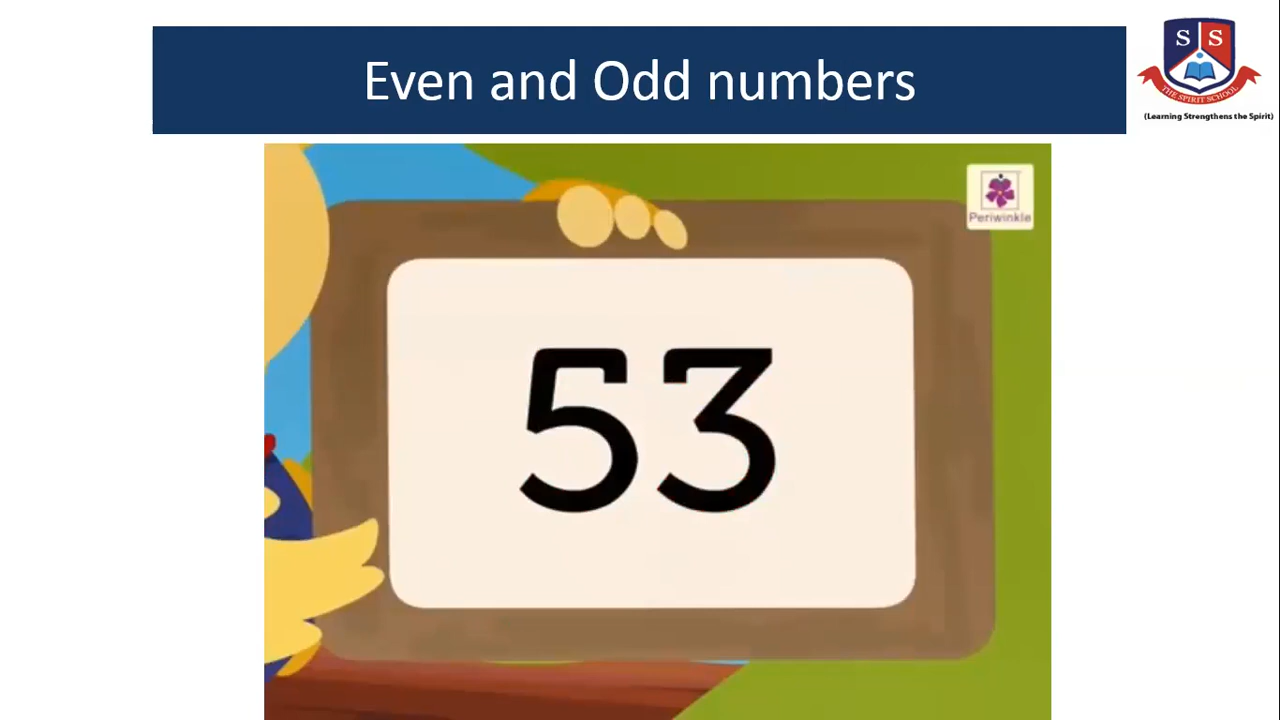 Even and Odd numbers
S S
THE SPIRIT SCHOOL
(Learning Strengthens the Spirit)
Periwinkle
53